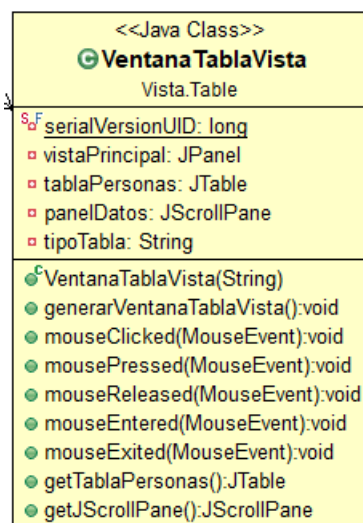 <<Java Class>>
C VentanaTablaVista
Vista.Table
S F serialVersionUID: long
vistaPrincipal: JPanel
tablaPersonas: JTable
panelDatos: JScrollPane
tipoTabla: String
C VentanaTablaVista(String)
generarVentanaTablaVista():void
mouseClicked(MouseEvent):void
mousePressed(MouseEvent):void
mouseReleased(MouseEvent):void
mouseEntered(MouseEvent):void
mouseExited(MouseEvent):void
getTablaPersonas():JTable
getJScrollPane():JScrollPane